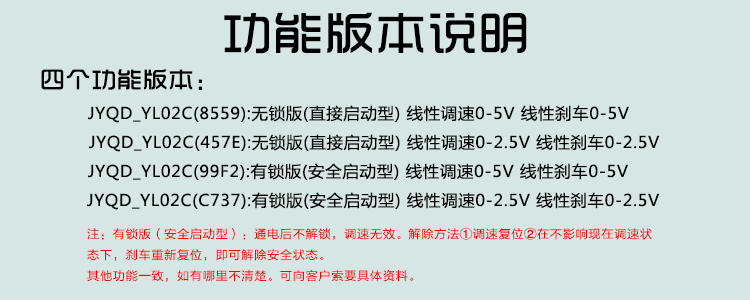 功能版本说明
四个功能版本：
JYQD_YL02C(8559):无锁版(直接启动型) 线性调速0-5V 线性刹车0-5V
JYQD_YL02C(457E):无锁版(直接启动型) 线性调速0-2.5V 线性刹车0-2.5V
JYQD_YL02C(99F2):有锁版(安全启动型) 线性调速0-5V 线性刹车0-5V
JYQD_YL02C(C737):有锁版(安全启动型) 线性调速0-2.5V 线性刹车0-2.5V
注：有锁版（安全启动型）；通电后不解锁，调速无效。解除方法①调速复位②在不影响现在调速状
态下，刹车重新复位，即可解除安全状态。
其他功能一致，如有哪里不清楚。可向客户索要具体资料。